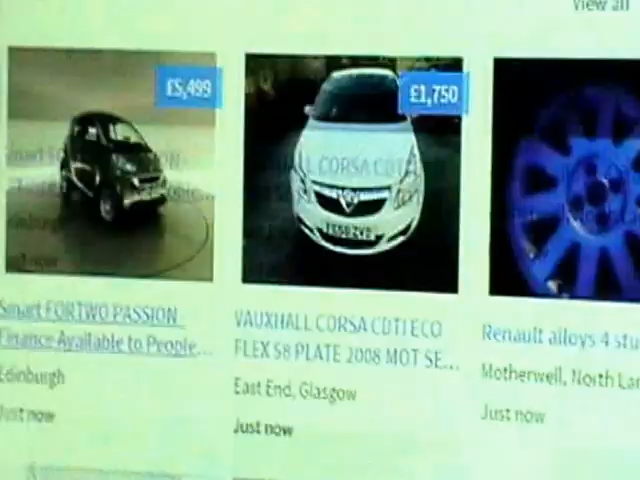 View all
£5,499
£1,750
Smart FORTWO PASSION
Finance Available to People...
Edinburgh
Just now
VAUXHALL CORSA CDTI ECO
FLEX 58 PLATE 2008 MOT SE...
East End, Glasgow
Just now
Renault alloys 4 stu
Motherwell, North La
Just now